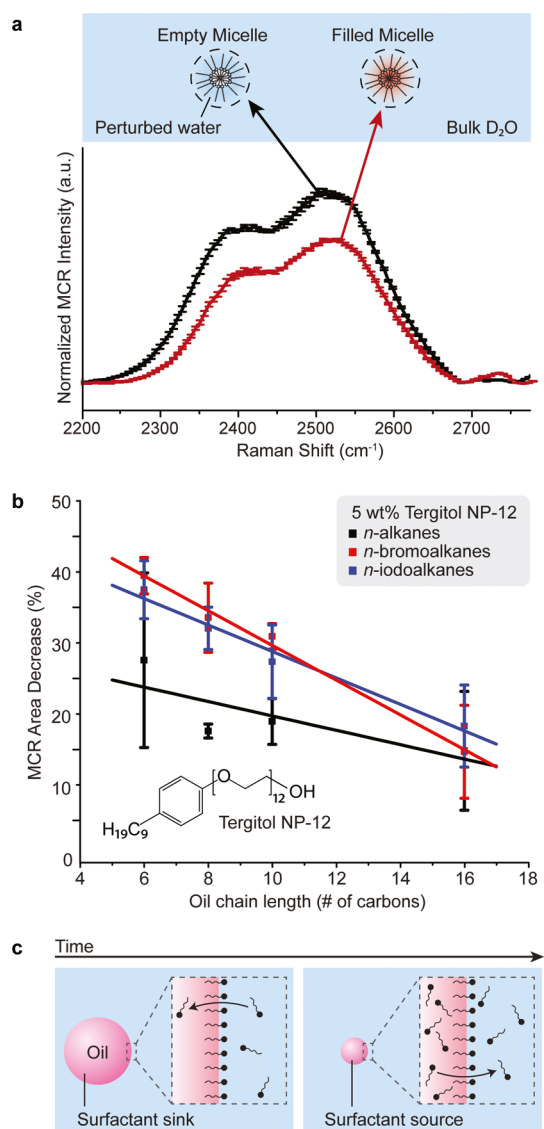 a
Empty Micelle
Filled Micelle
Perturbed water
Bulk D₂O
Normalized MCR Intensity (a.u.)
2200
2300
2400
2500
2600
2700
Raman Shift (cm⁻¹)
b
50
40
30
20
10
0
MCR Area Decrease (%)
5 wt% Tergitol NP-12
n-alkanes
n-bromoalkanes
n-iodoalkanes
H₁₉C₉
O
12
OH
Tergitol NP-12
4
6
8
10
12
14
16
18
Oil chain length (# of carbons)
c
Time
Oil
Surfactant sink
Surfactant source